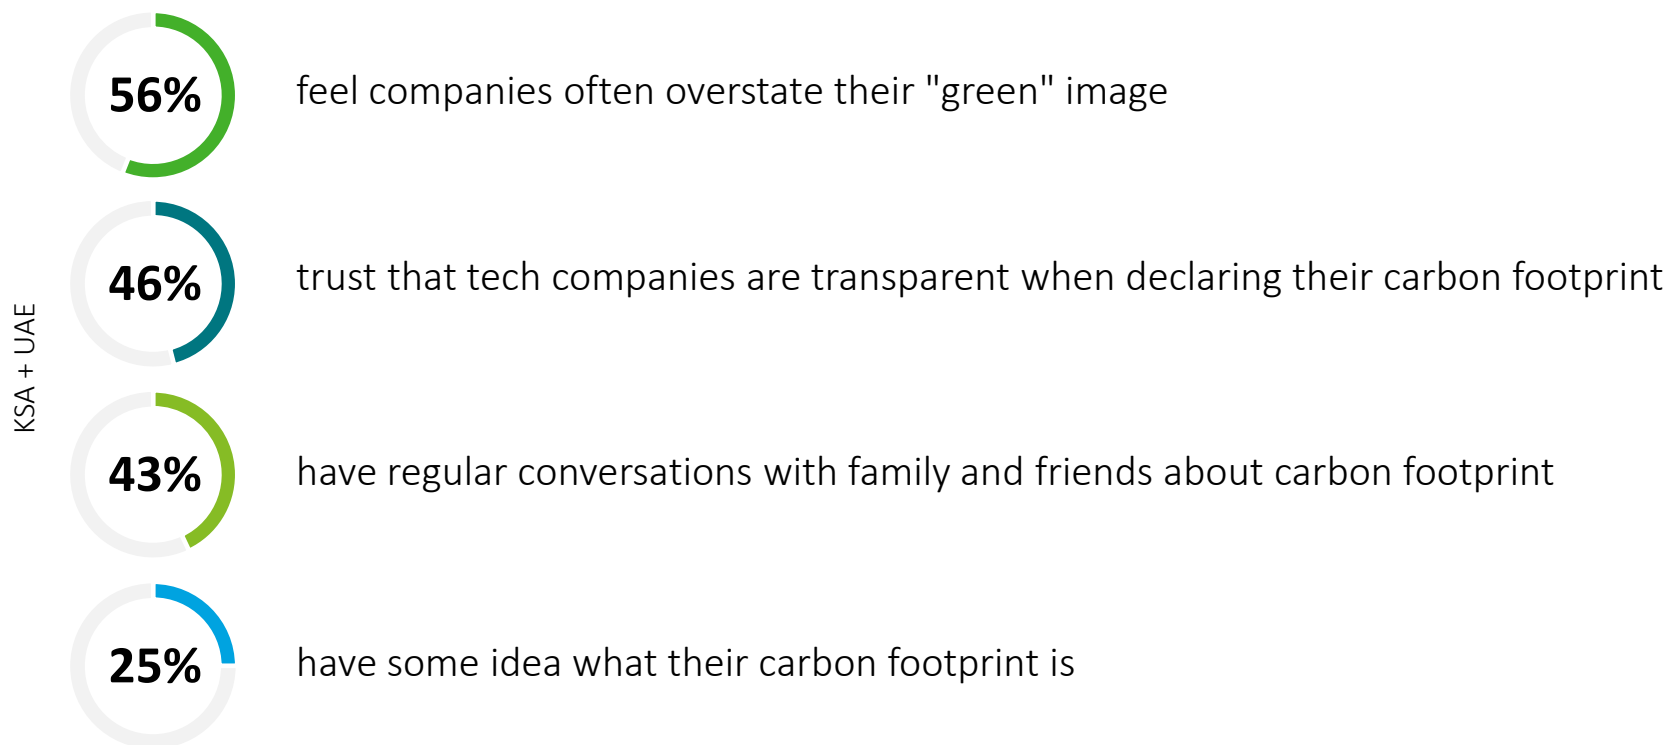 KSA + UAE
56%
feel companies often overstate their "green" image
46%
trust that tech companies are transparent when declaring their carbon footprint
43%
have regular conversations with family and friends about carbon footprint
25%
have some idea what their carbon footprint is